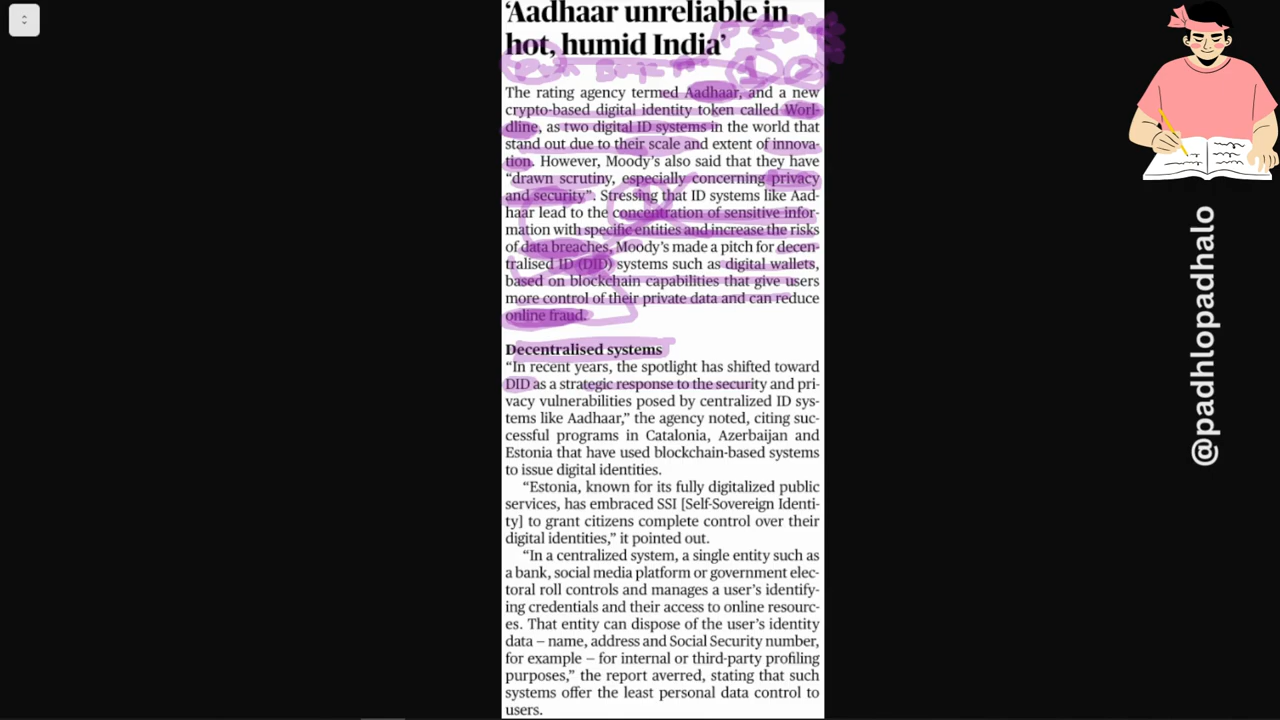 ‘Aadhaar unreliable in
hot, humid India’
The rating agency termed Aadhaar, and a new
crypto-based digital identity token called Worl-
dline, as two digital ID systems in the world that
stand out due to their scale and extent of innova-
tion. However, Moody’s also said that they have
“drawn scrutiny, especially concerning privacy
and security”. Stressing that ID systems like Aad-
haar lead to the concentration of sensitive infor-
mation with specific entities and increase the risks
of data breaches, Moody’s made a pitch for decen-
tralised ID (DID) systems such as digital wallets,
based on blockchain capabilities that give users
more control of their private data and can reduce
online fraud.
Decentralised systems
“In recent years, the spotlight has shifted toward
DID as a strategic response to the security and pri-
vacy vulnerabilities posed by centralized ID sys-
tems like Aadhaar,” the agency noted, citing suc-
cessful programs in Catalonia, Azerbaijan and
Estonia that have used blockchain-based systems
to issue digital identities.
“Estonia, known for its fully digitalized public
services, has embraced SSI [Self-Sovereign Identi-
ty] to grant citizens complete control over their
digital identities,” it pointed out.
“In a centralized system, a single entity such as
a bank, social media platform or government elec-
toral roll controls and manages a user’s identify-
ing credentials and their access to online resourc-
es. That entity can dispose of the user’s identity
data – name, address and Social Security number,
for example – for internal or third-party profiling
purposes,” the report averred, stating that such
systems offer the least personal data control to
users.
@padhlopadhalo